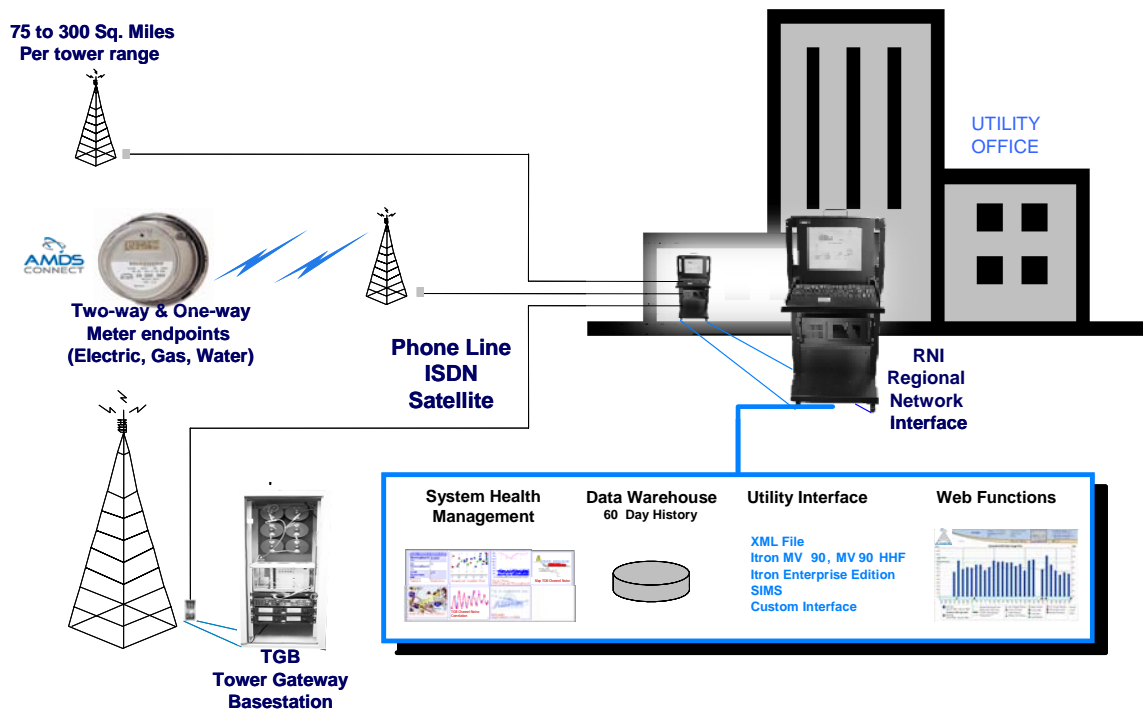 75 to 300 Sq. Miles
Per tower range
UTILITY
OFFICE
AMDS
CONNECT
Two-way & One-way
Meter endpoints
(Electric, Gas, Water)
Phone Line
ISDN
Satellite
RNI
Regional
Network
Interface
System Health
Management
Data Warehouse
60 Day History
Utility Interface
XML File
Itron MV 90, MV 90 HHF
Itron Enterprise Edition
SIMS
Custom Interface
Web Functions
TGB
Tower Gateway
Basestation